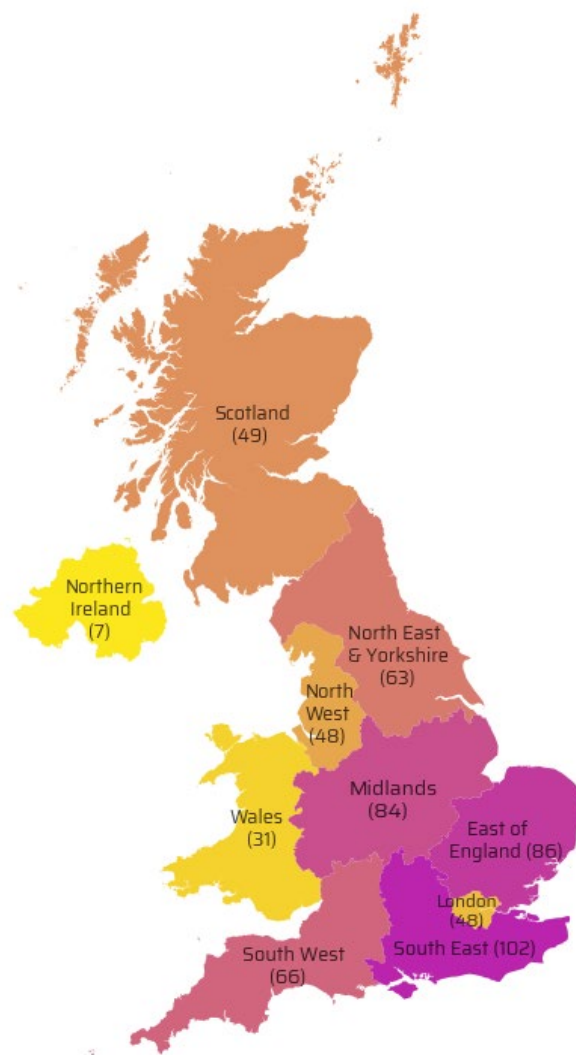 Scotland
(49)
Northern
Ireland
(7)
North East
& Yorkshire
(63)
North
West
(48)
Midlands
(84)
Wales
(31)
East of
England (86)
London
(48)
South East (102)
South West
(66)